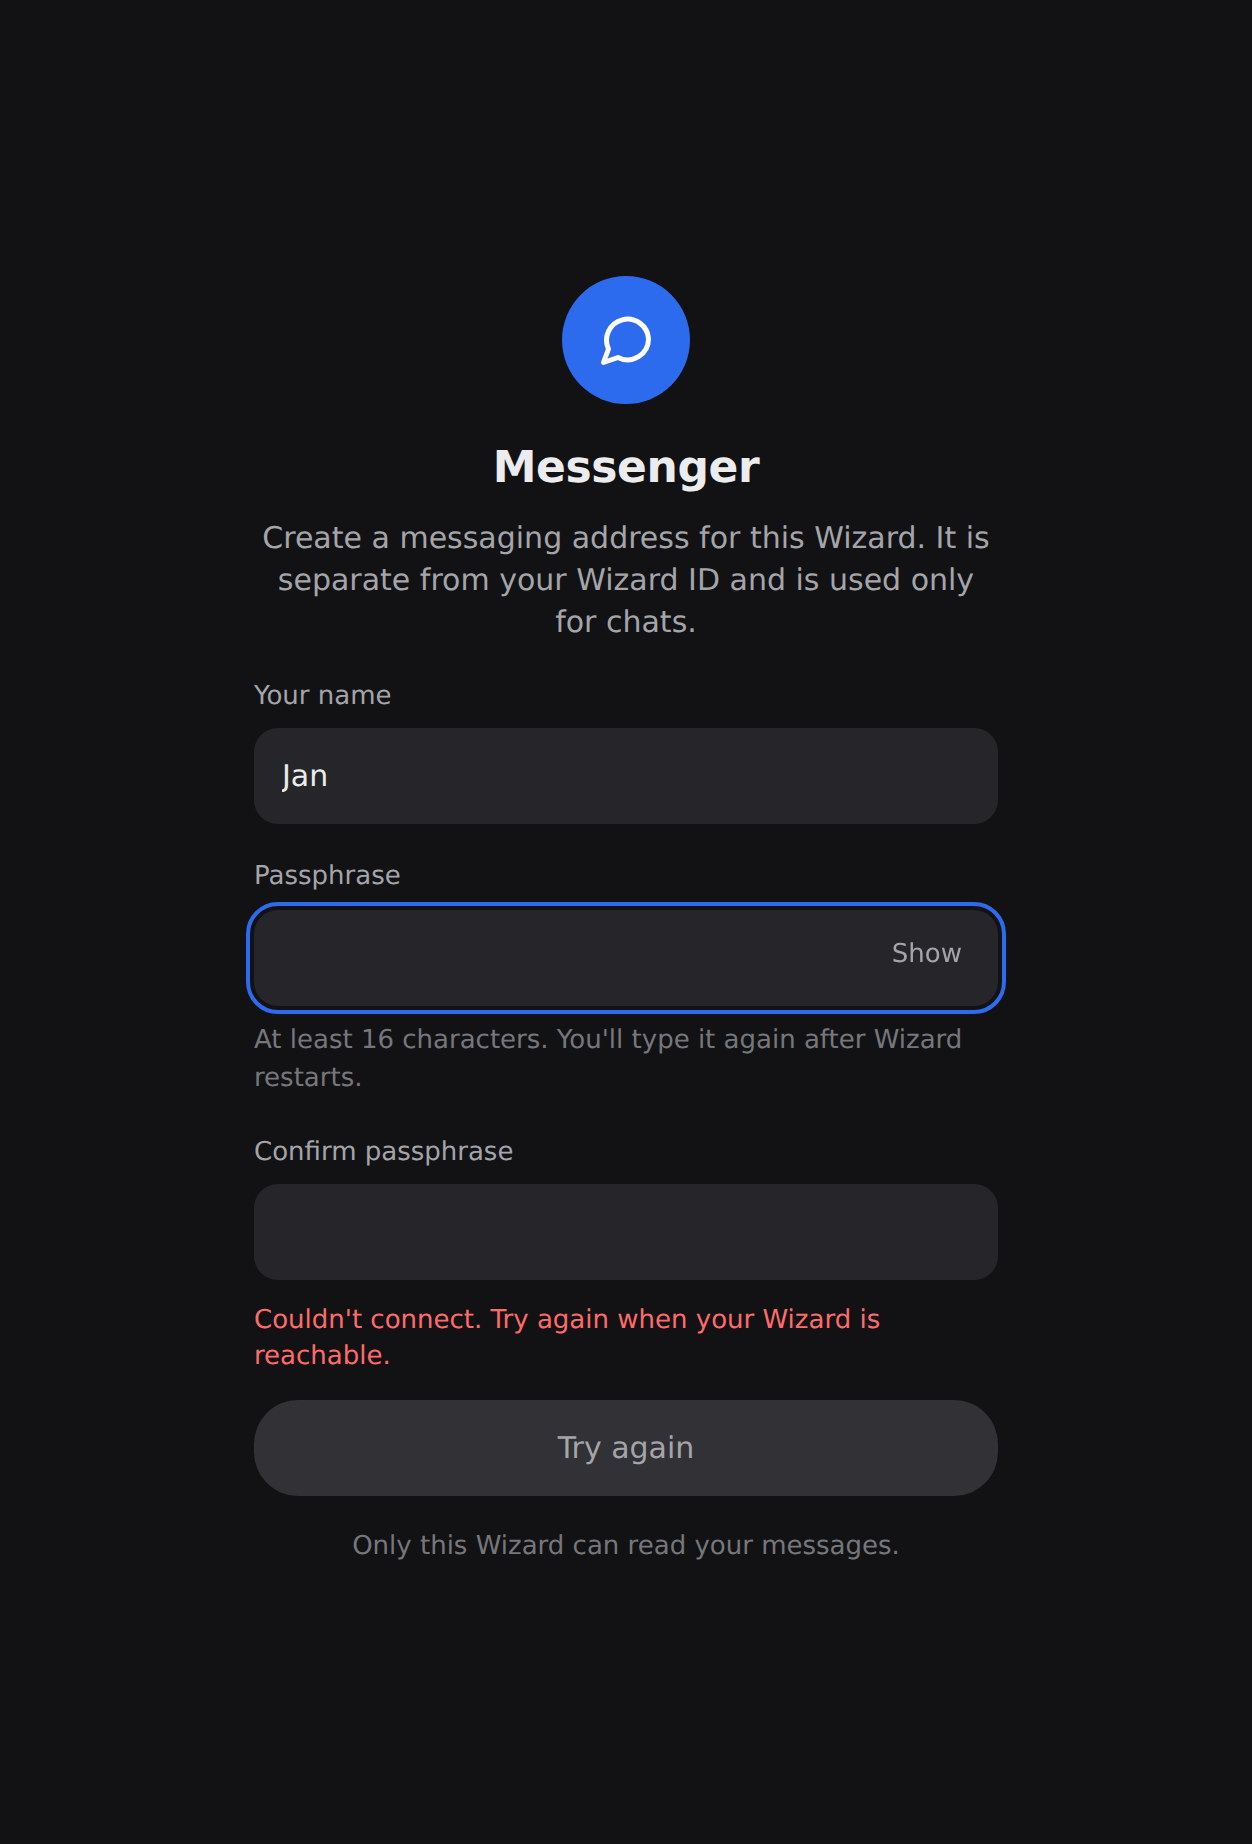 Messenger
Create a messaging address for this Wizard. It is
separate from your Wizard ID and is used only
for chats.
Your name
Jan
Passphrase
Show
At least 16 characters. You'll type it again after Wizard
restarts.
Confirm passphrase
Couldn't connect. Try again when your Wizard is
reachable.
Try again
Only this Wizard can read your messages.